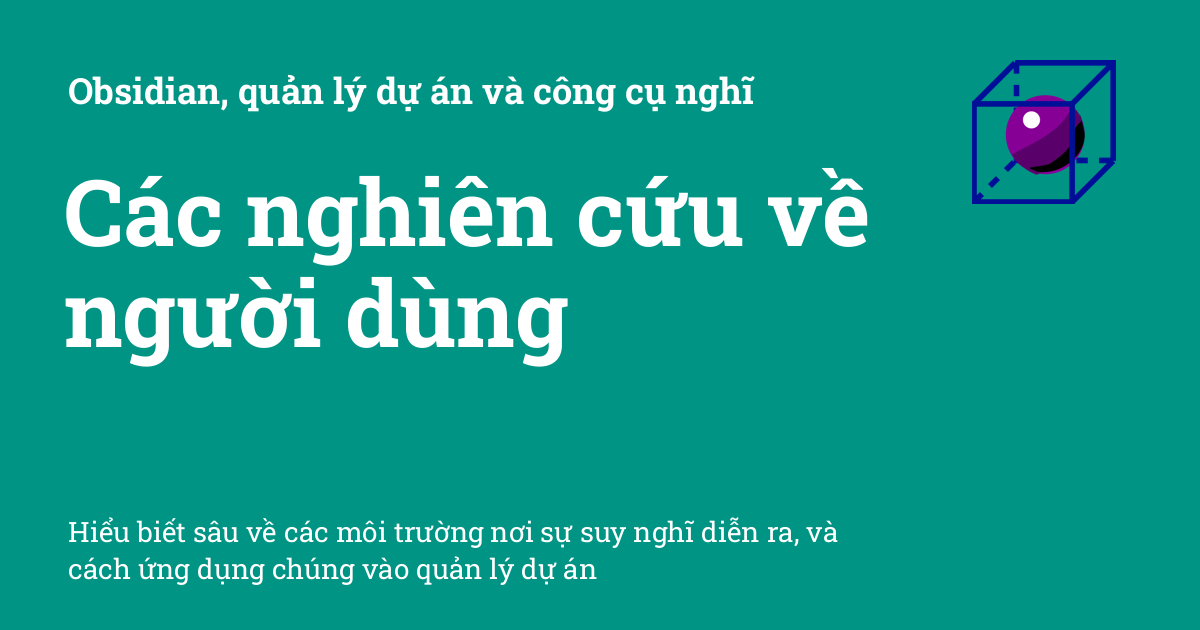 Obsidian, quản lý dự án và công cụ nghĩ
Các nghiên cứu về
người dùng
Hiểu biết sâu về các môi trường nơi sự suy nghĩ diễn ra, và
cách ứng dụng chúng vào quản lý dự án